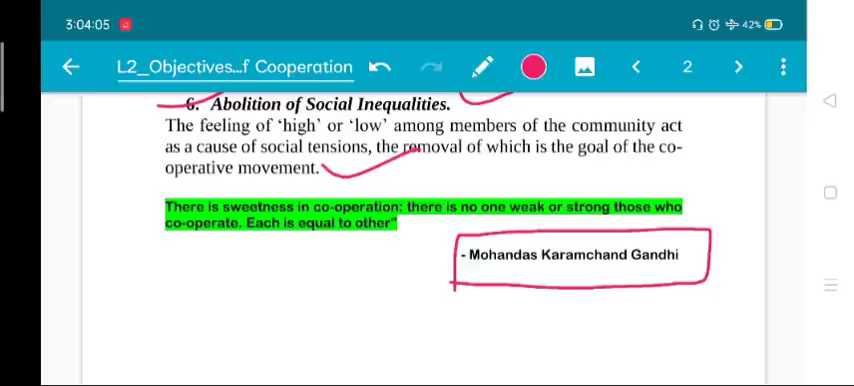 3:04:05
42%
L2_Objectives...f Cooperation
2
6. Abolition of Social Inequalities.
The feeling of ‘high’ or ‘low’ among members of the community act
as a cause of social tensions, the removal of which is the goal of the co-
operative movement.
There is sweetness in co-operation: there is no one weak or strong those who
co-operate. Each is equal to other"
- Mohandas Karamchand Gandhi